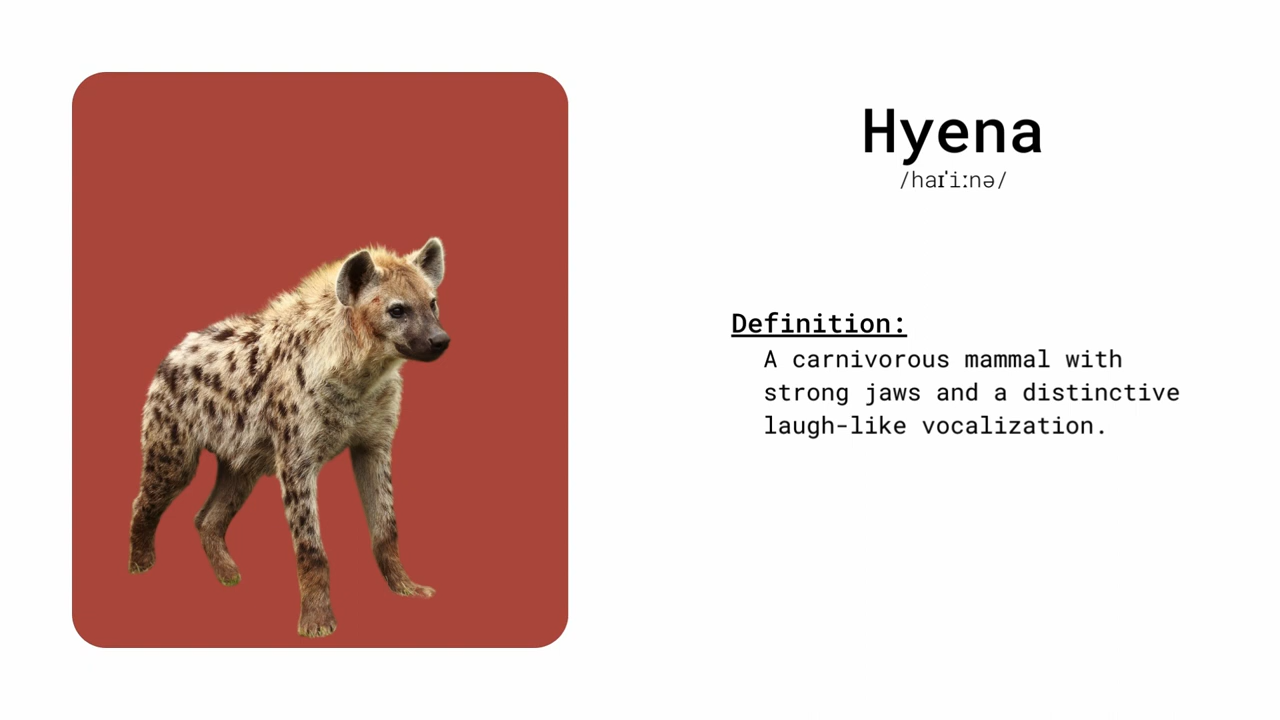 Hyena
/haɪˈiːnə/
Definition:
A carnivorous mammal with
strong jaws and a distinctive
laugh-like vocalization.